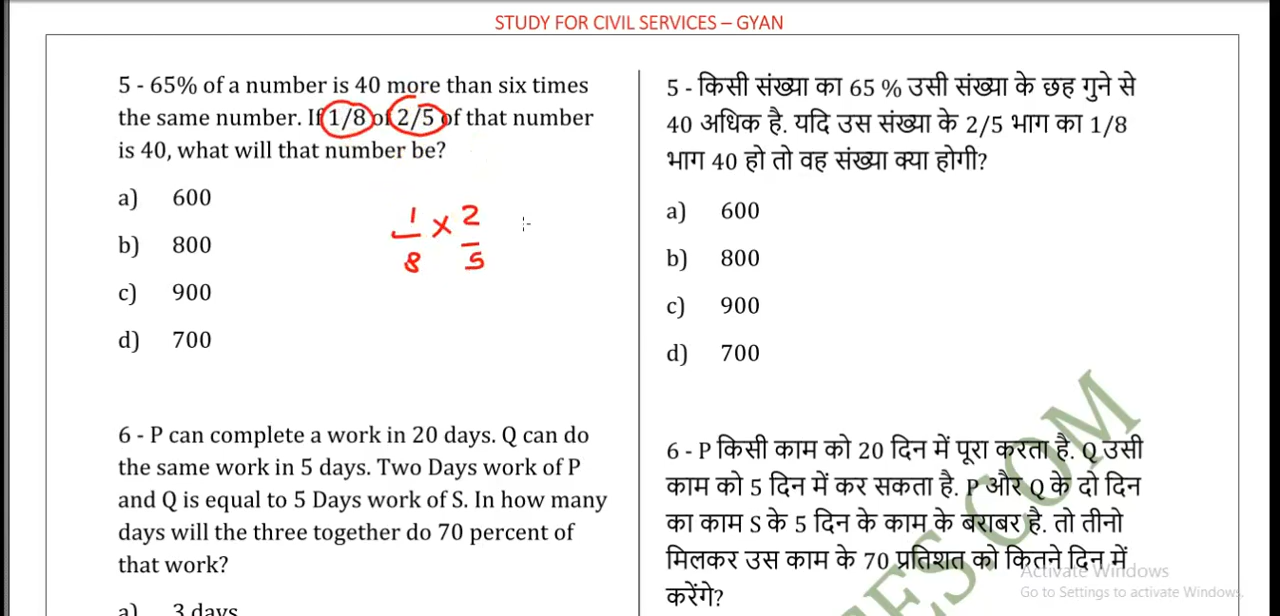 STUDY FOR CIVIL SERVICES – GYAN
5 - 65% of a number is 40 more than six times
the same number. If 1/8 of 2/5 of that number
is 40, what will that number be?
a) 600
b) 800
c) 900
d) 700
1/8 × 2/5
6 - P can complete a work in 20 days. Q can do
the same work in 5 days. Two Days work of P
and Q is equal to 5 Days work of S. In how many
days will the three together do 70 percent of
that work?
a) 3 days
5 - किसी संख्या का 65 % उसी संख्या के छह गुने से
40 अधिक है. यदि उस संख्या के 2/5 भाग का 1/8
भाग 40 हो तो वह संख्या क्या होगी?
a) 600
b) 800
c) 900
d) 700
6 - P किसी काम को 20 दिन में पूरा करता है. Q उसी
काम को 5 दिन में कर सकता है. P और Q के दो दिन
का काम S के 5 दिन के काम के बराबर है. तो तीनो
मिलकर उस काम के 70 प्रतिशत को कितने दिन में
करेंगे?
Activate Windows
Go to Settings to activate Windows.